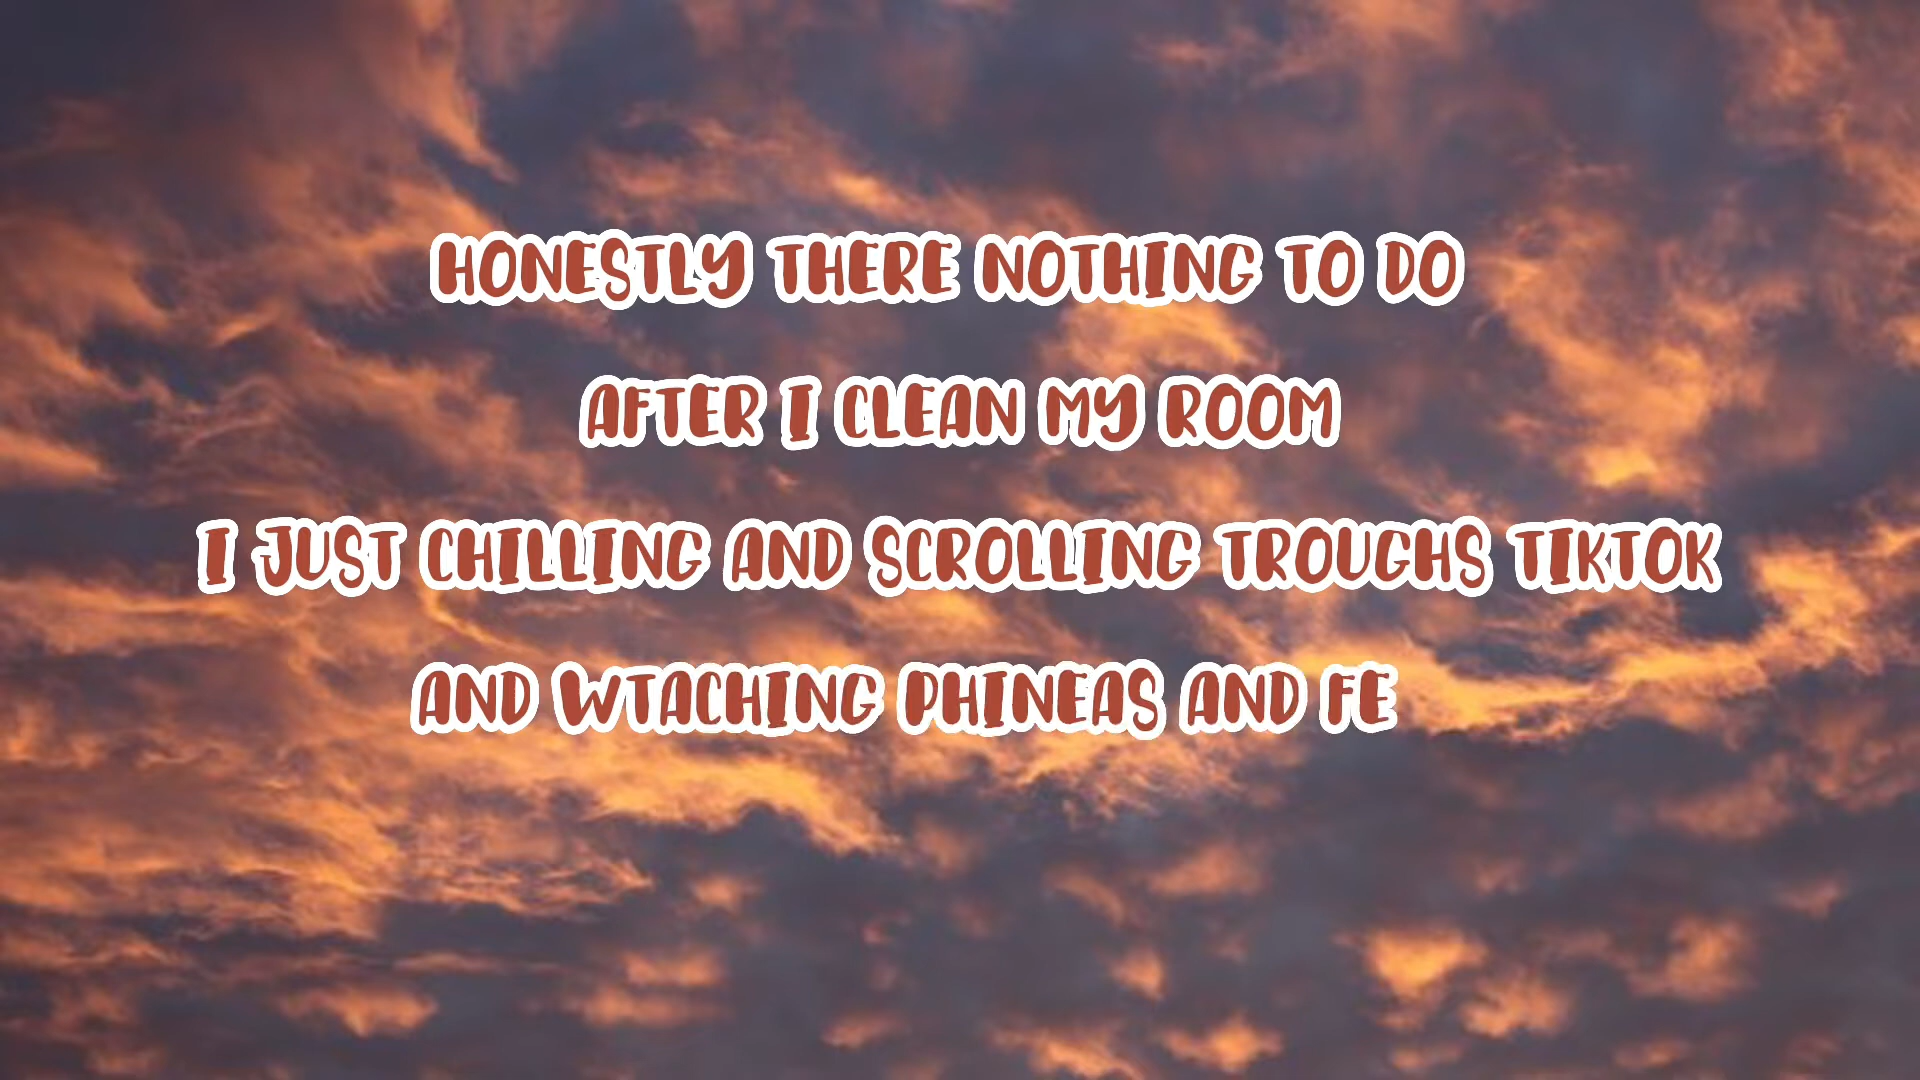 HONESTLY THERE NOTHING TO DO
AFTER I CLEAN MY ROOM
I JUST CHILLING AND SCROLLING TROUGHS TIKTOK
AND WTACHING PHINEAS AND FE